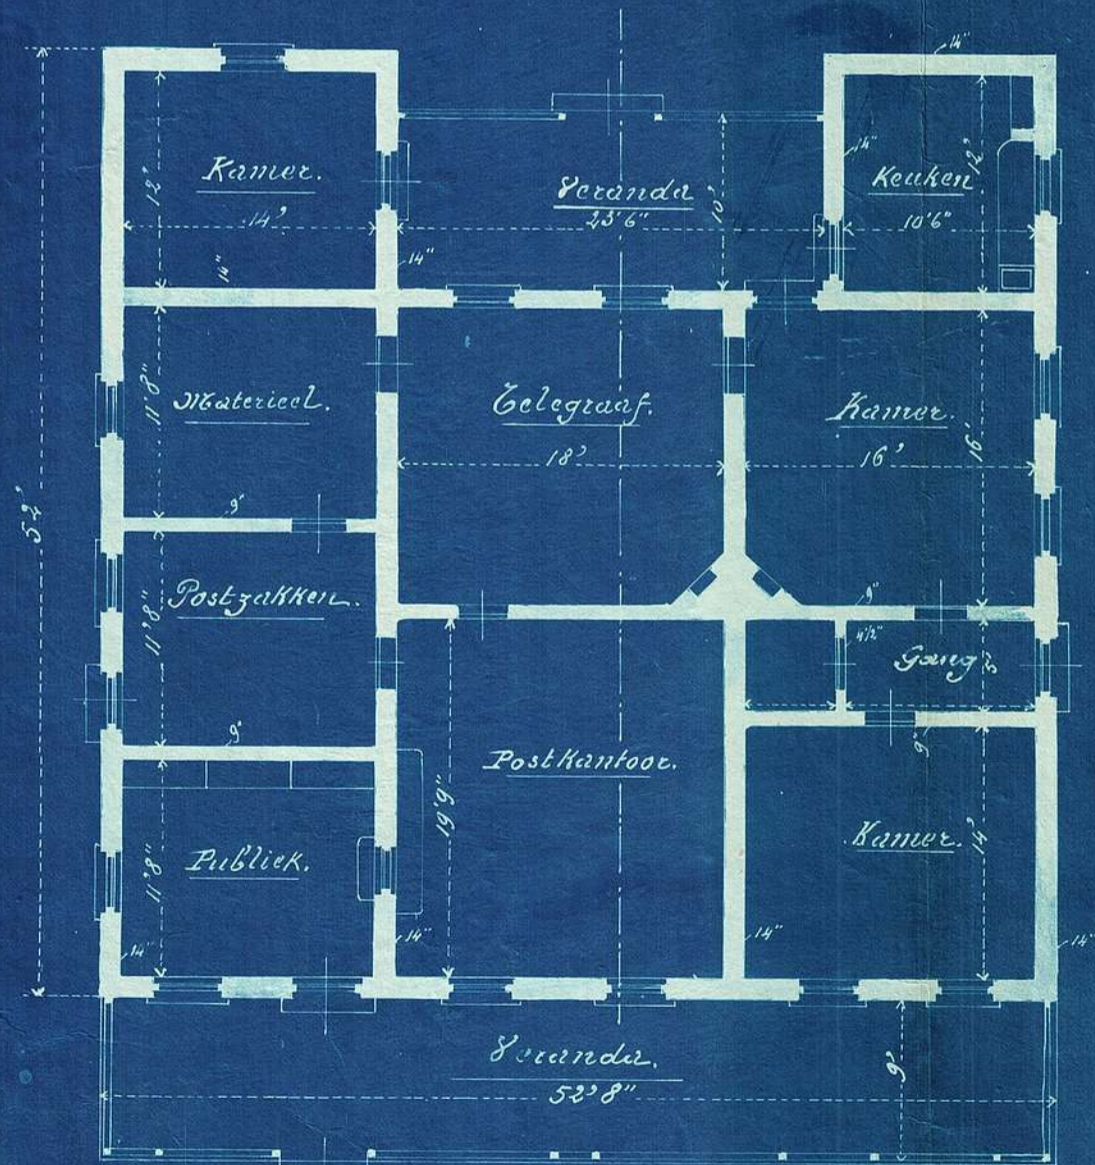 14"
Kamer.
12'
14'
14"
14"
Veranda
23'6"
10'
14"
Keuken
12'
10'6"
Materieel.
11'8"
Telegraaf.
18'
Kamer.
16'
16'
52'
9"
Postzakken.
11'8"
9"
9"
4½"
Gang
5'
9"
Postkantoor.
19'6"
Publiek.
11'8"
14"
14"
Kamer.
14'
14"
14"
Veranda.
52'8"
9'